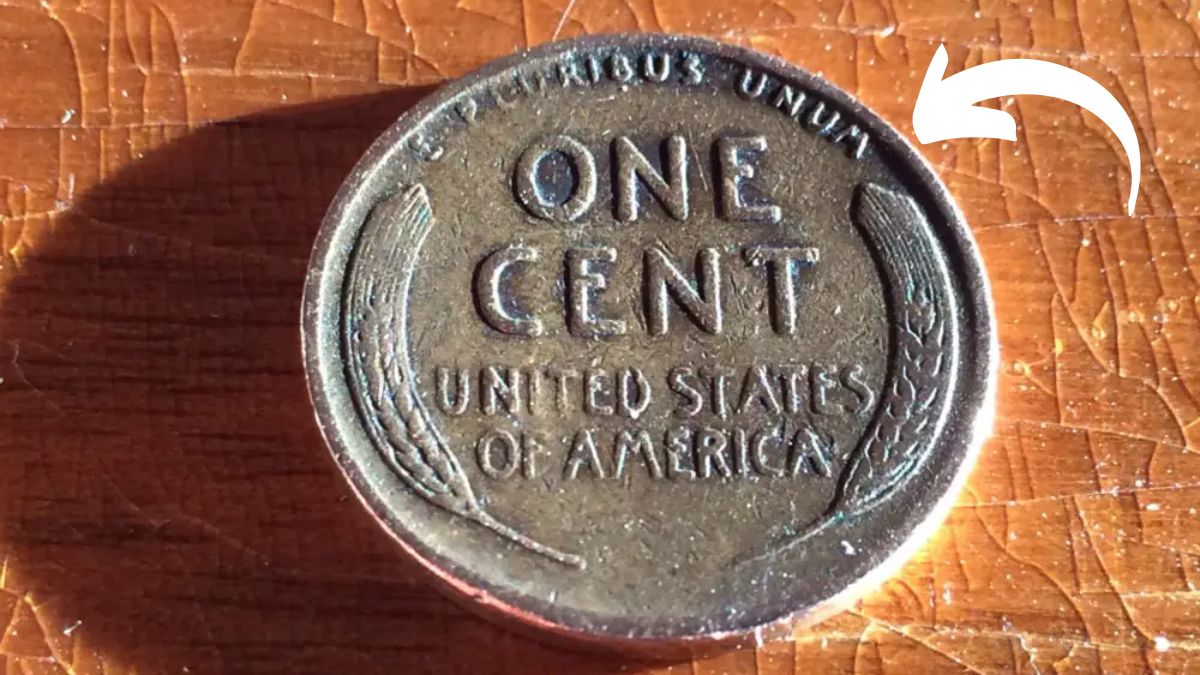 E PLURIBUS UNUM
ONE
CENT
UNITED STATES
OF AMERICA